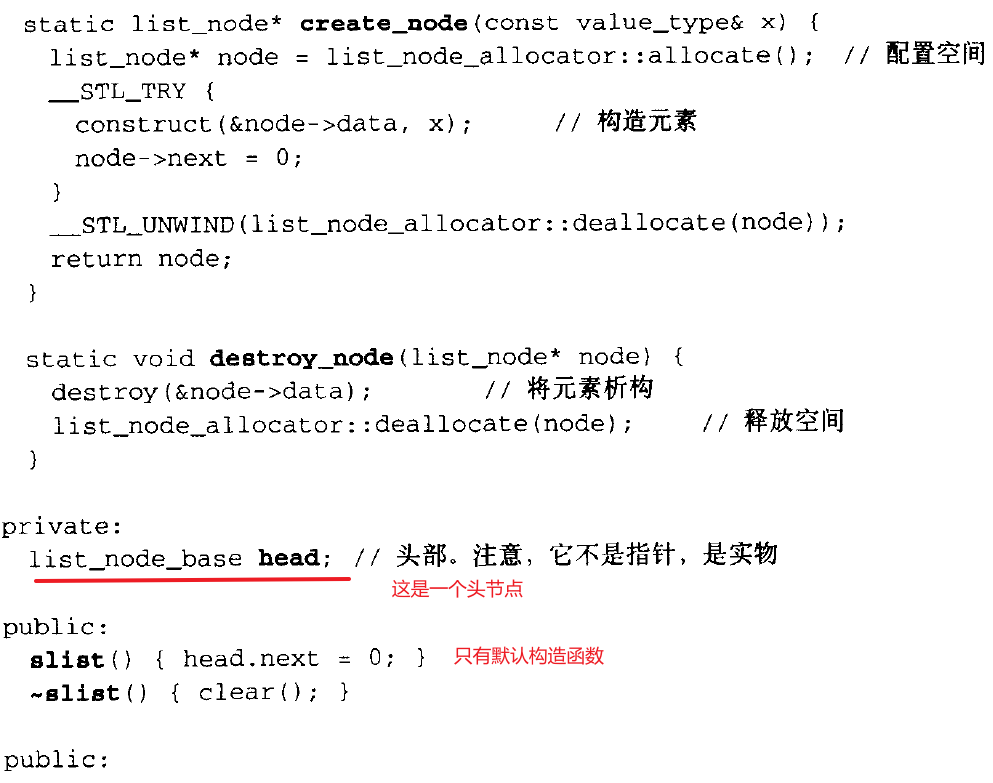 static list_node* create_node(const value_type& x) {
list_node* node = list_node_allocator::allocate(); // 配置空间
__STL_TRY {
construct(&node->data, x); // 构造元素
node->next = 0;
}
__STL_UNWIND(list_node_allocator::deallocate(node));
return node;
}
static void destroy_node(list_node* node) {
destroy(&node->data); // 将元素析构
list_node_allocator::deallocate(node); // 释放空间
}
private:
list_node_base head; // 头部。注意，它不是指针，是实物
这是一个头节点
public:
slist() { head.next = 0; } 只有默认构造函数
~slist() { clear(); }
public: